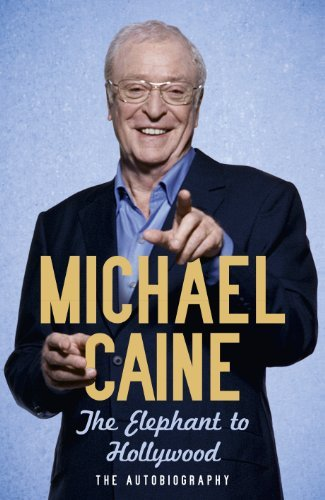 MICHAEL
CAINE
The Elephant to
Hollywood
THE AUTOBIOGRAPHY